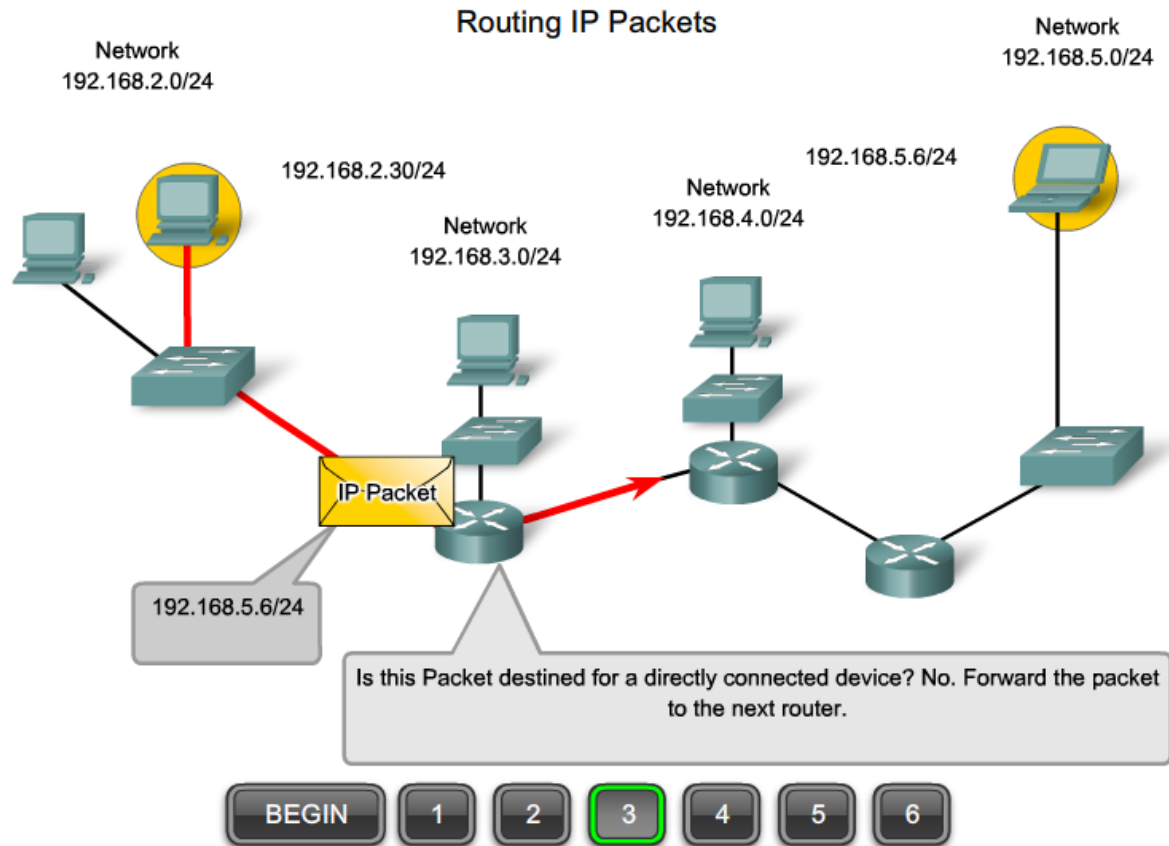 Routing IP Packets
Network
192.168.2.0/24
Network
192.168.5.0/24
192.168.2.30/24
192.168.5.6/24
Network
192.168.4.0/24
Network
192.168.3.0/24
IP Packet
192.168.5.6/24
Is this Packet destined for a directly connected device? No. Forward the packet
to the next router.
BEGIN
1
2
3
4
5
6